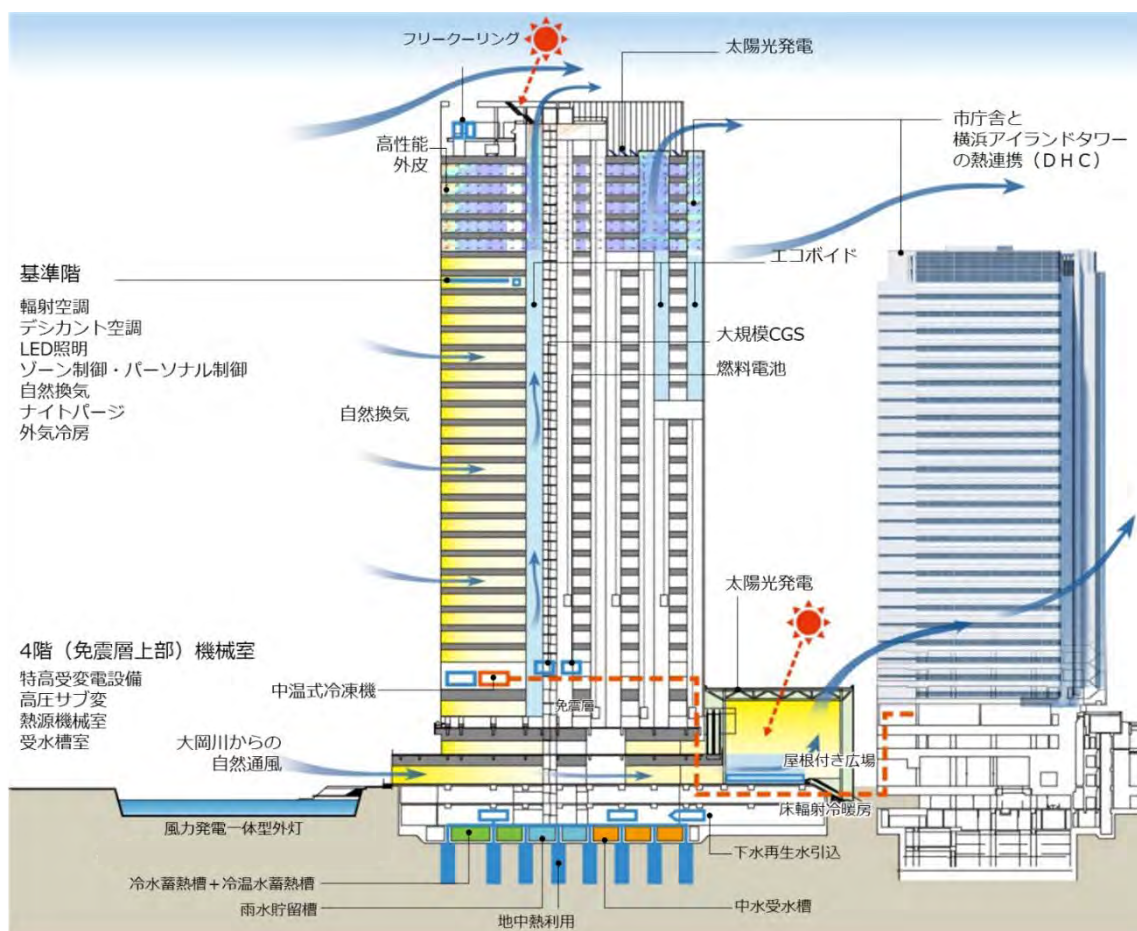 フリークーリング
太陽光発電
高性能
外皮
市庁舎と
横浜アイランドタワー
の熱連携（ＤＨＣ）
エコボイド
基準階
輻射空調
デシカント空調
LED照明
ゾーン制御・パーソナル制御
自然換気
ナイトパージ
外気冷房
大規模CGS
燃料電池
自然換気
太陽光発電
4階（免震層上部）機械室
特高受変電設備
高圧サブ変
熱源機械室
受水槽室
中温式冷凍機
免震層
大岡川からの
自然通風
屋根付き広場
床輻射冷暖房
風力発電一体型外灯
下水再生水引込
冷水蓄熱槽＋冷温水蓄熱槽
雨水貯留槽
地中熱利用
中水受水槽